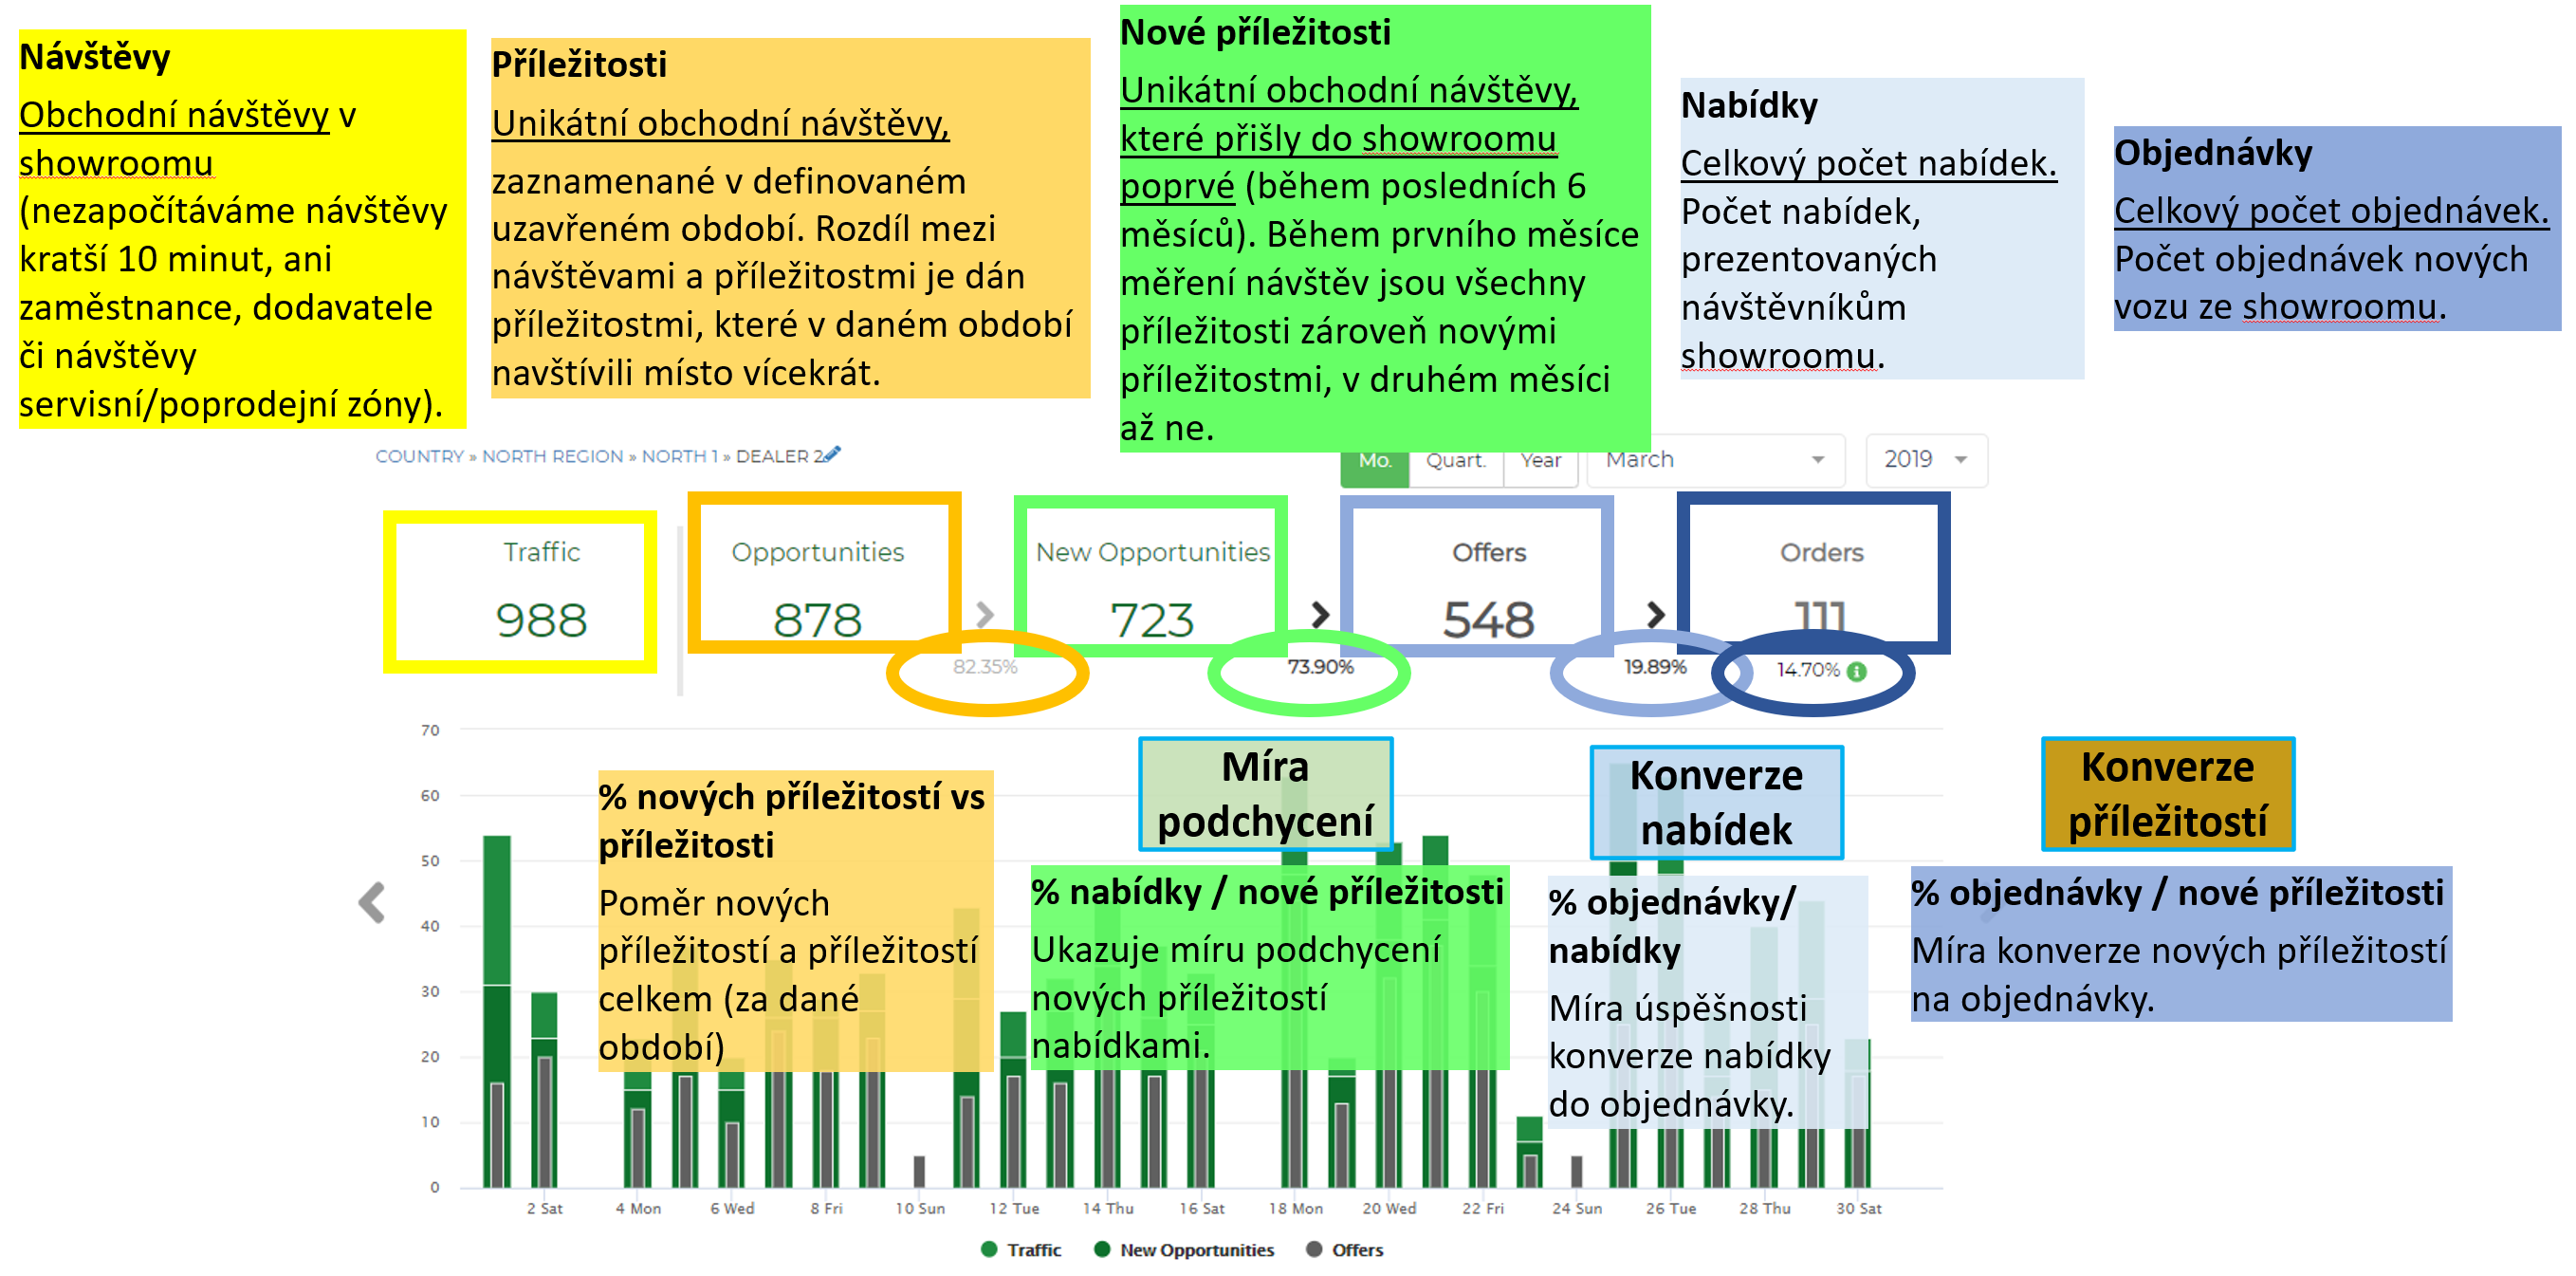 Návštěvy
Obchodní návštěvy v
showroomu
(nezapočítáváme návštěvy
kratší 10 minut, ani
zaměstnance, dodavatele
či návštěvy
servisní/poprodejní zóny).
Příležitosti
Unikátní obchodní návštěvy,
zaznamenané v definovaném
uzavřeném období. Rozdíl mezi
návštěvami a příležitostmi je dán
příležitostmi, které v daném období
navštívili místo vícekrát.
Nové příležitosti
Unikátní obchodní návštěvy,
které přišly do showroomu
poprvé (během posledních 6
měsíců). Během prvního měsíce
měření návštěv jsou všechny
příležitosti zároveň novými
příležitostmi, v druhém měsíci
až ne.
Nabídky
Celkový počet nabídek.
Počet nabídek,
prezentovaných
návštěvníkům
showroomu.
Objednávky
Celkový počet objednávek.
Počet objednávek nových
vozu ze showroomu.
COUNTRY » NORTH REGION » NORTH 1 » DEALER 2
Mo. Quart. Year March 2019
Traffic
988
Opportunities
878
New Opportunities
723
Offers
548
Orders
111
82.35%
73.90%
19.89%
14.70%
% nových příležitostí vs
příležitosti
Poměr nových
příležitostí a příležitostí
celkem (za dané
období)
Míra
podchycení
% nabídky / nové příležitosti
Ukazuje míru podchycení
nových příležitostí
nabídkami.
Konverze
nabídek
% objednávky/
nabídky
Míra úspěšnosti
konverze nabídky
do objednávky.
Konverze
příležitostí
% objednávky / nové příležitosti
Míra konverze nových příležitostí
na objednávky.
70
60
50
40
30
20
10
0
2 Sat 4 Mon 6 Wed 8 Fri 10 Sun 12 Tue 14 Thu 16 Sat 18 Mon 20 Wed 22 Fri 24 Sun 26 Tue 28 Thu 30 Sat
Traffic New Opportunities Offers